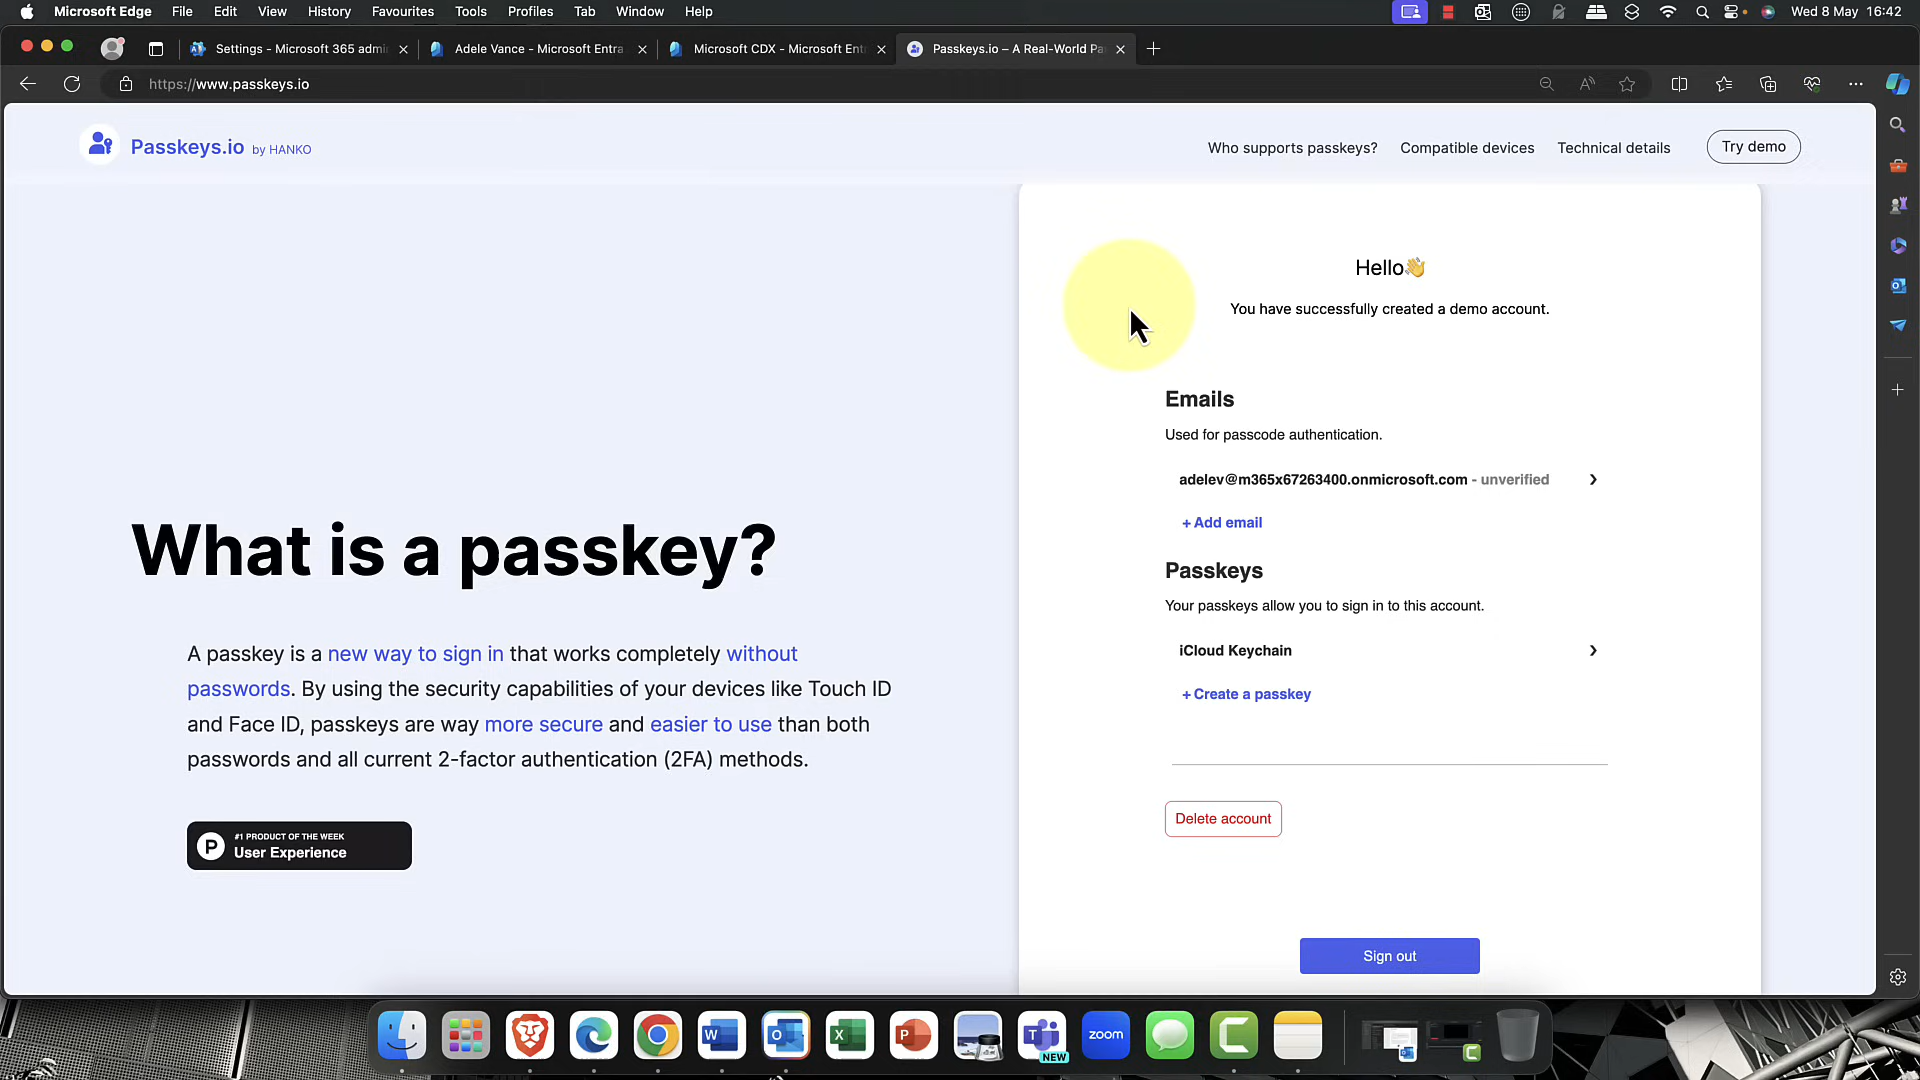 Microsoft Edge File Edit View History Favourites Tools Profiles Tab Window Help Wed 8 May 16:42
Settings - Microsoft 365 admi Adele Vance - Microsoft Entra Microsoft CDX - Microsoft Ent Passkeys.io – A Real-World Pa
https://www.passkeys.io
Passkeys.io by HANKO Who supports passkeys? Compatible devices Technical details Try demo
Hello👋
You have successfully created a demo account.
Emails
Used for passcode authentication.
adelev@m365x67263400.onmicrosoft.com - unverified
+ Add email
Passkeys
Your passkeys allow you to sign in to this account.
iCloud Keychain
+ Create a passkey
Delete account
Sign out
What is a passkey?
A passkey is a new way to sign in that works completely without
passwords. By using the security capabilities of your devices like Touch ID
and Face ID, passkeys are way more secure and easier to use than both
passwords and all current 2-factor authentication (2FA) methods.
P
#1 PRODUCT OF THE WEEK
User Experience
W O X P T NEW zoom C